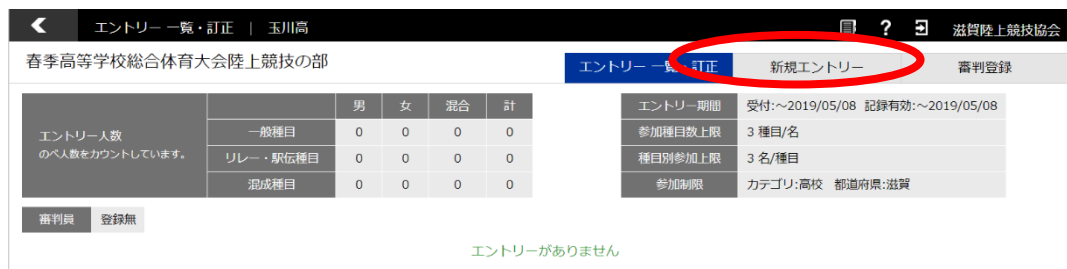 エントリー 一覧・訂正 | 玉川高 ? 滋賀陸上競技協会
春季高等学校総合体育大会陸上競技の部
エントリー 一覧・訂正 新規エントリー 審判登録
男 女 混合 計
エントリー人数
のべ人数をカウントしています。
一般種目 0 0 0 0
リレー・駅伝種目 0 0 0 0
混成種目 0 0 0 0
エントリー期間 受付:~2019/05/08 記録有効:~2019/05/08
参加種目数上限 3 種目/名
種目別参加上限 3 名/種目
参加制限 カテゴリ:高校 都道府県:滋賀
審判員 登録無
エントリーがありません